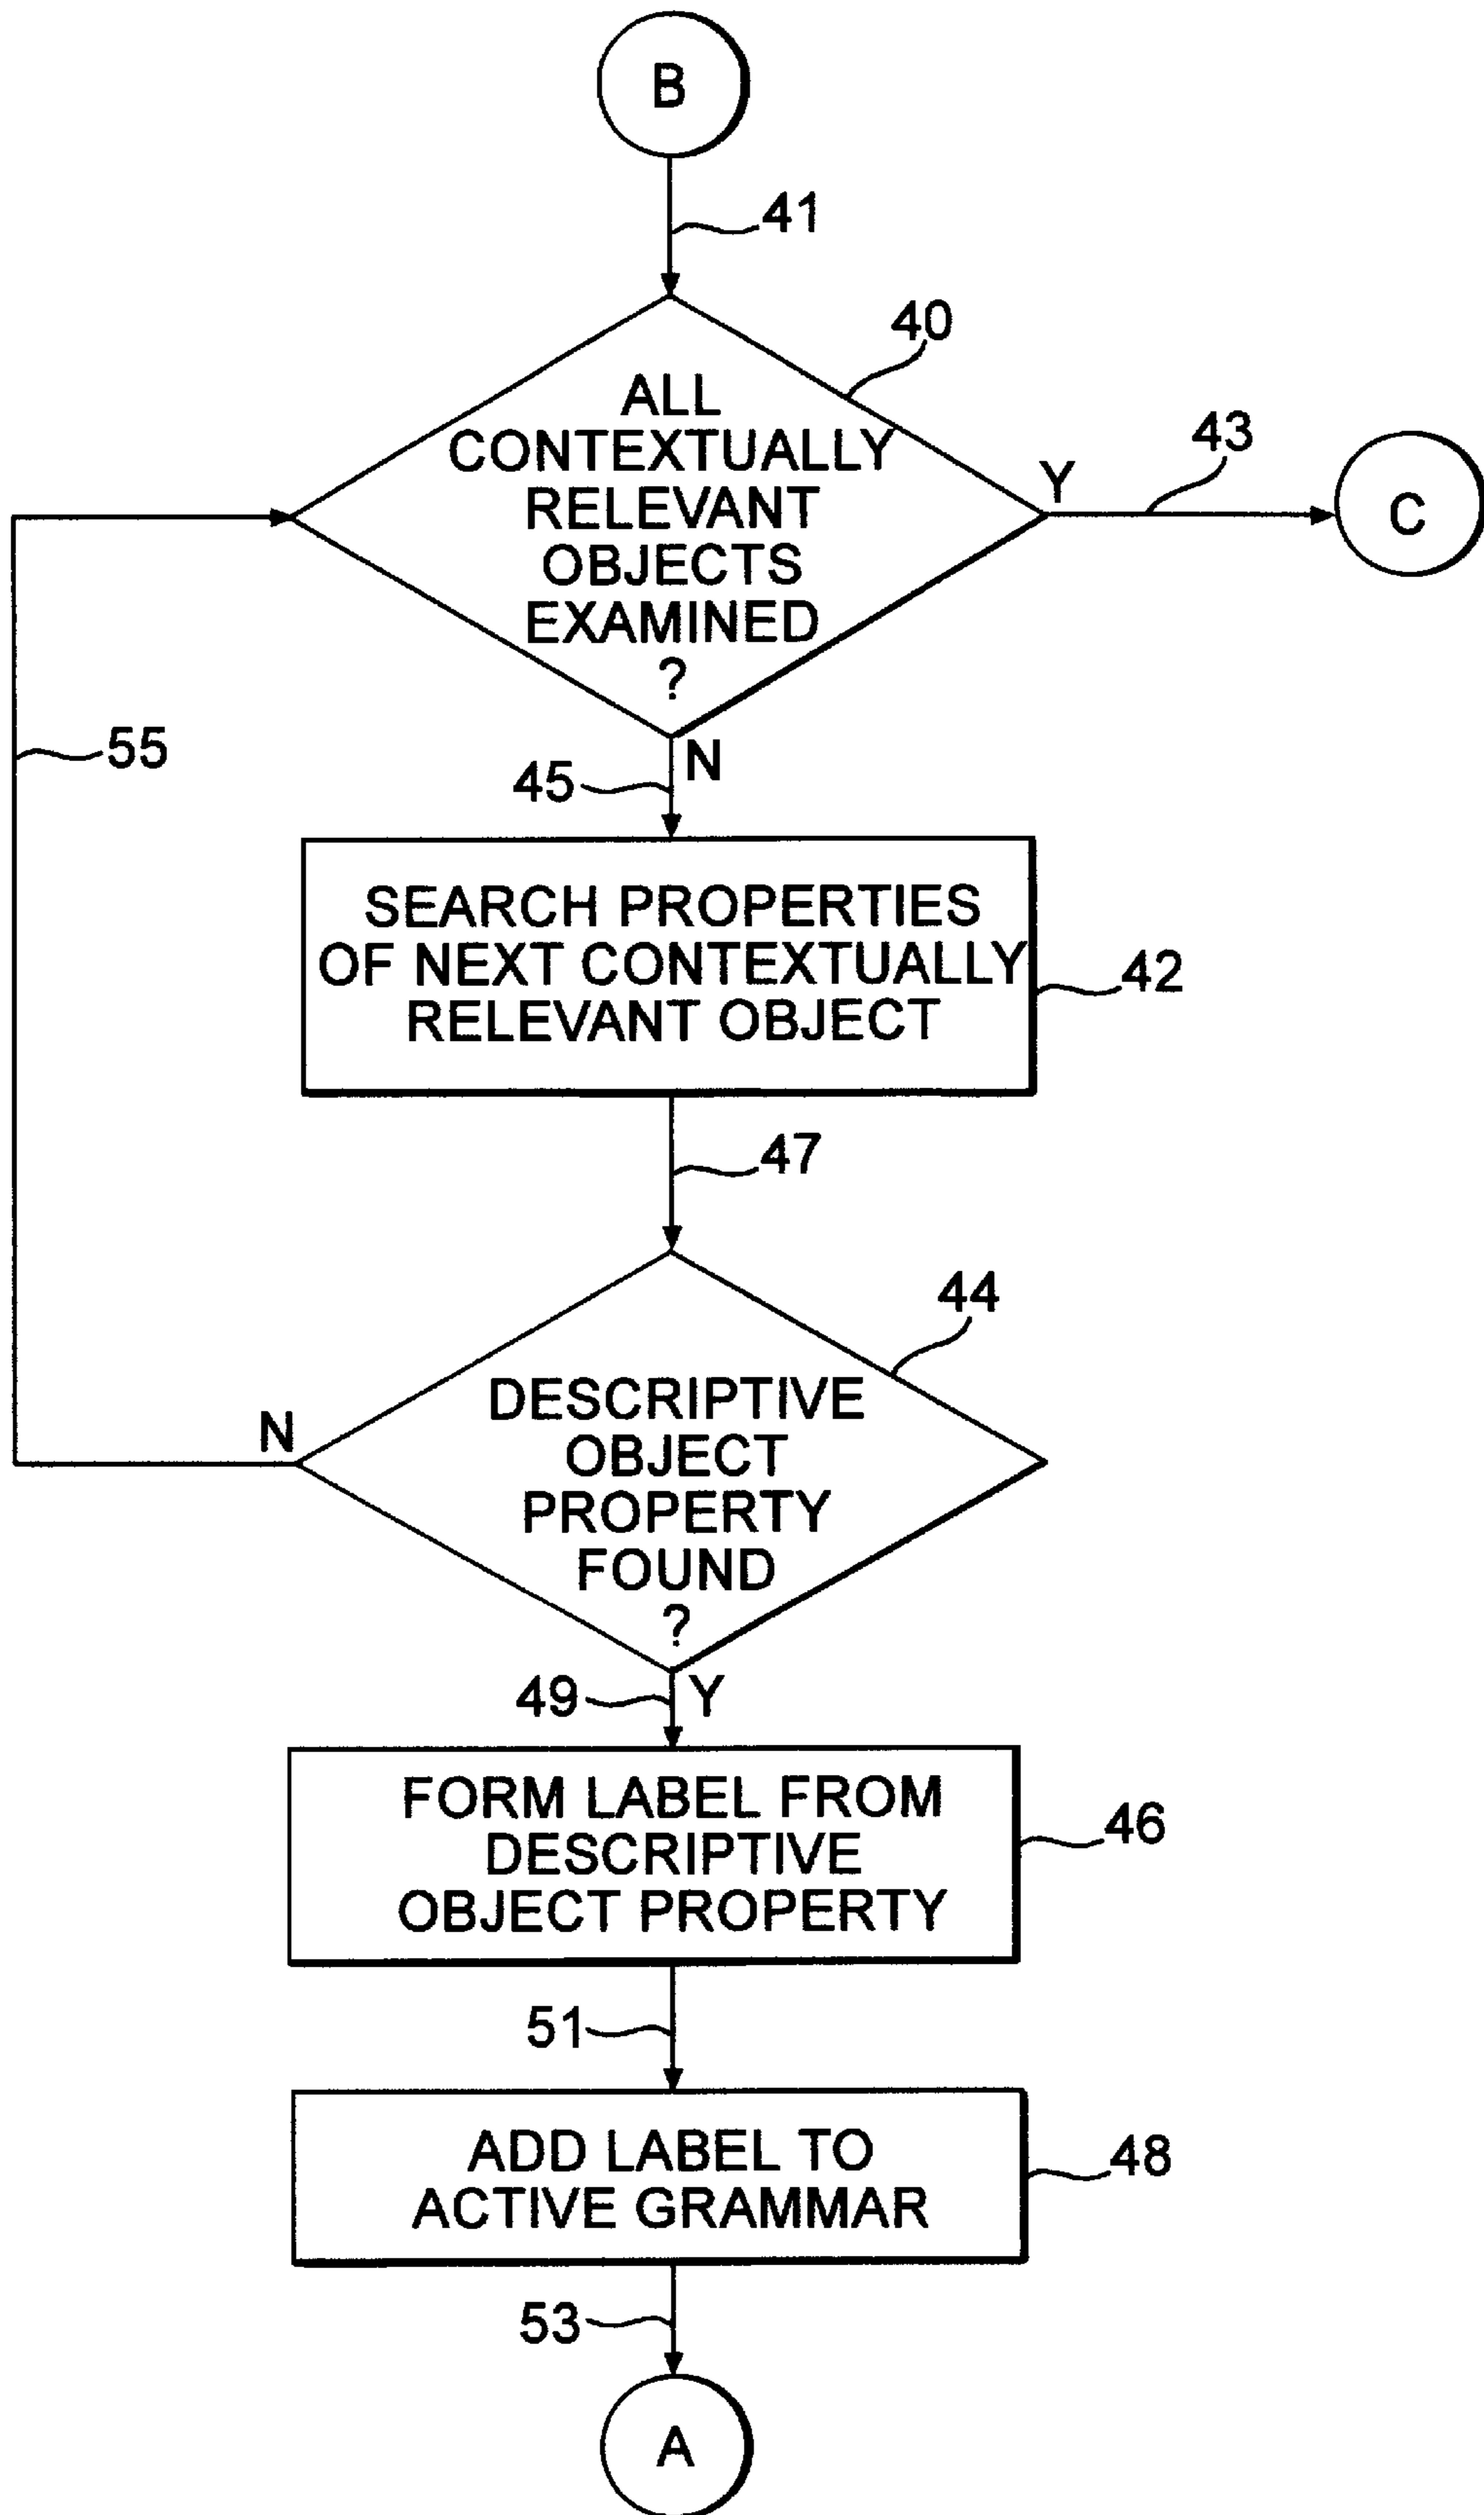 B
41
40
ALL
CONTEXTUALLY
RELEVANT
OBJECTS
EXAMINED
?
Y
43
C
55
45
N
SEARCH PROPERTIES
OF NEXT CONTEXTUALLY
RELEVANT OBJECT
42
47
44
DESCRIPTIVE
OBJECT
PROPERTY
FOUND
?
N
49
Y
FORM LABEL FROM
DESCRIPTIVE
OBJECT PROPERTY
46
51
ADD LABEL TO
ACTIVE GRAMMAR
48
53
A